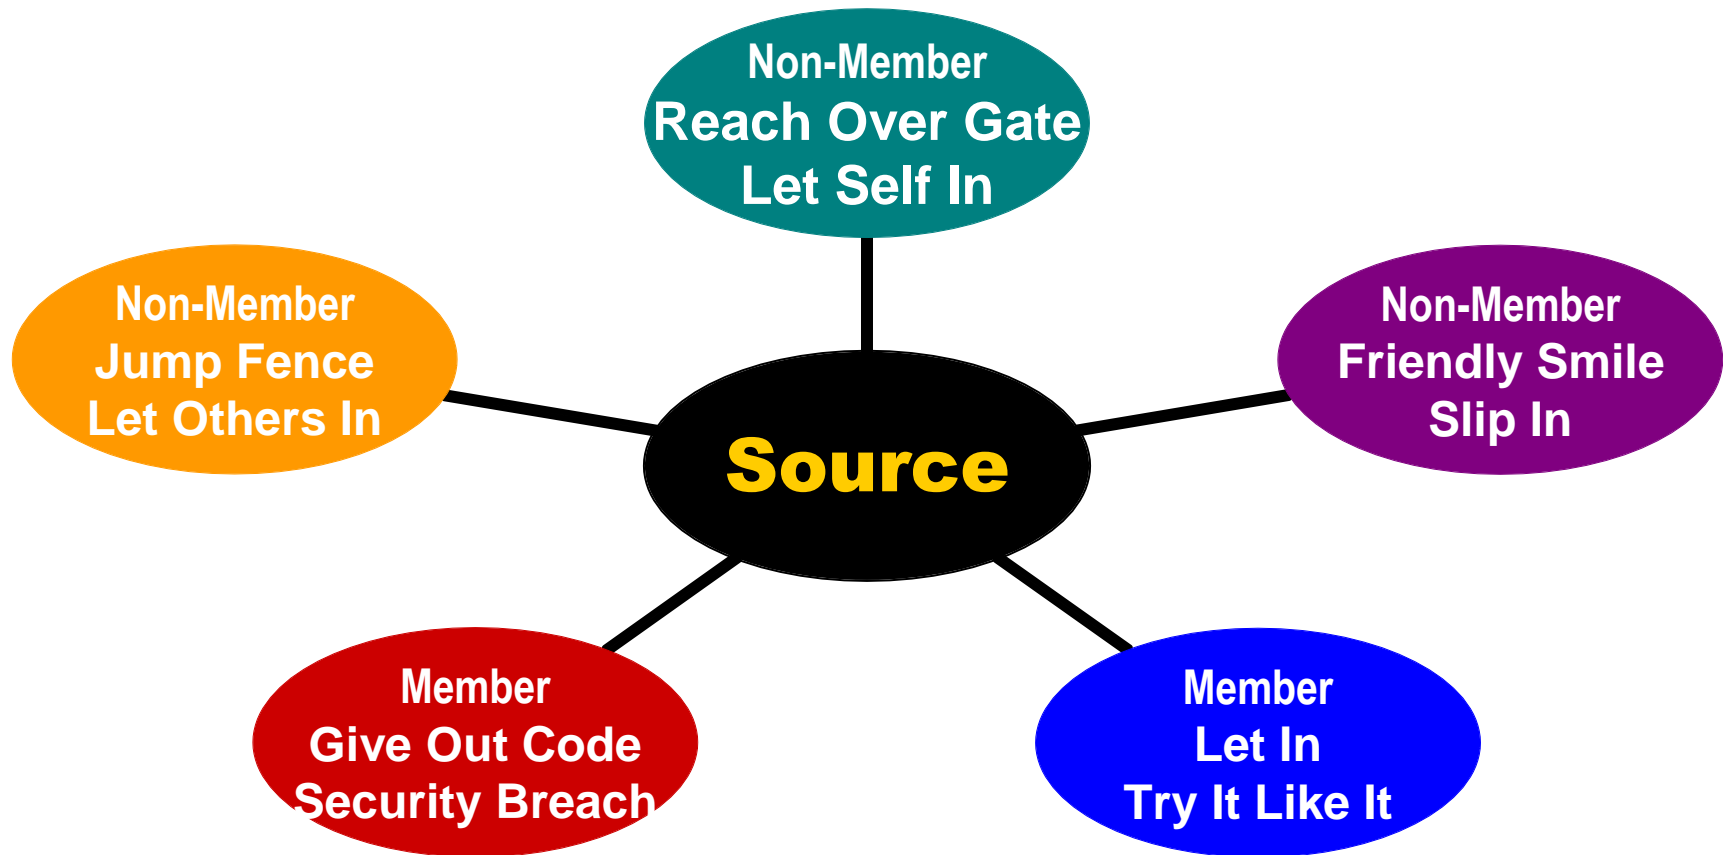 Non-Member
Reach Over Gate
Let Self In
Non-Member
Jump Fence
Let Others In
Non-Member
Friendly Smile
Slip In
Source
Member
Give Out Code
Security Breach
Member
Let In
Try It Like It